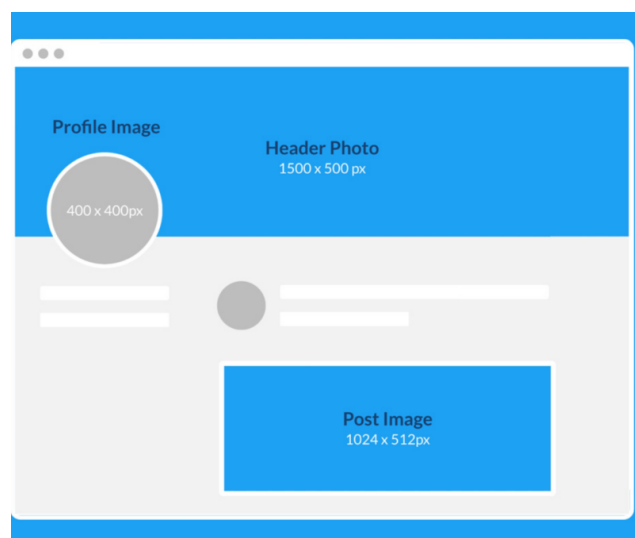 Profile Image
400 x 400px
Header Photo
1500 x 500 px
Post Image
1024 x 512px